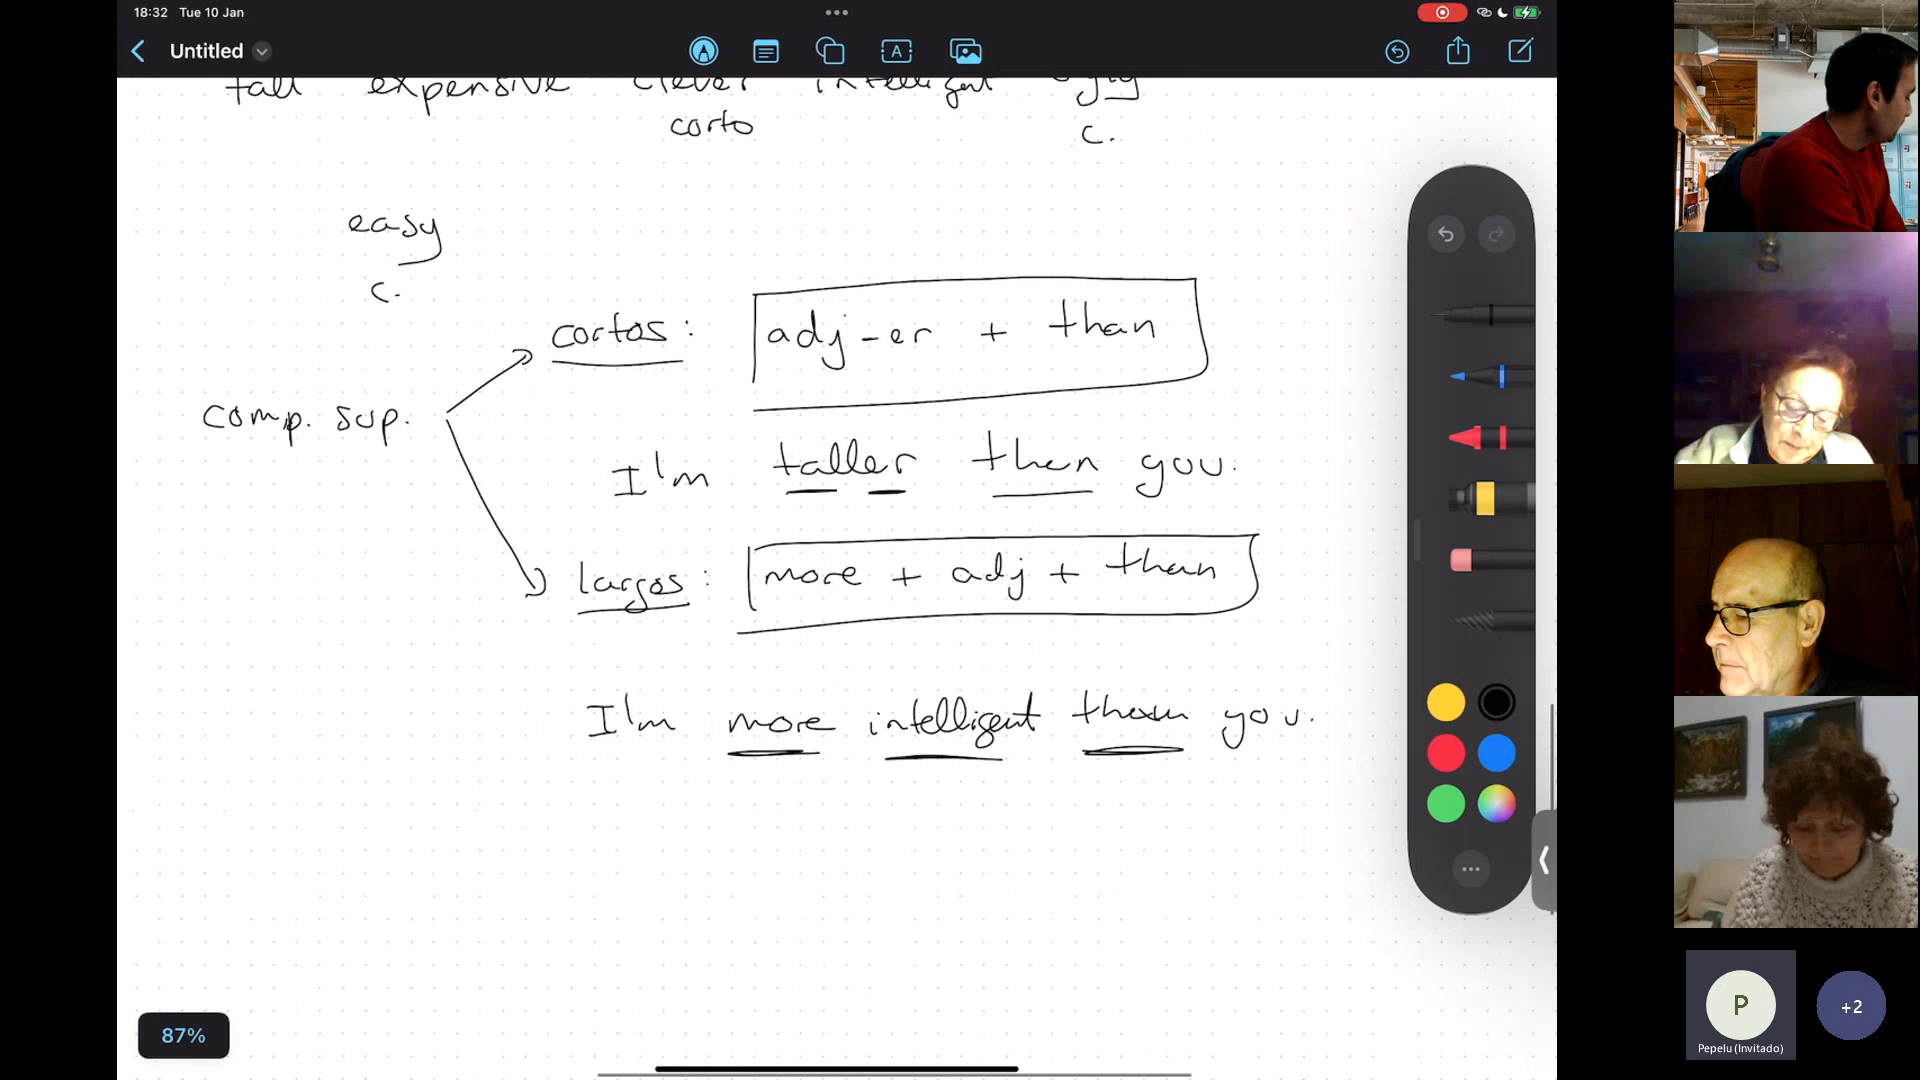 18:32 Tue 10 Jan
Untitled
A
tall expensive clever intelligent ugly
corto c.
easy
c.
cortos: adj-er + than
comp. sup.
I'm taller than you.
largos: more + adj + than
I'm more intelligent than you.
87%
P
+2
Pepelu (Invitado)